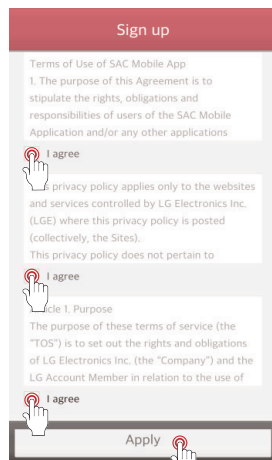 Sign up
Terms of Use of SAC Mobile App
1. The purpose of this Agreement is to
stipulate the rights, obligations and
responsibilities of users of the SAC Mobile
Application and/or any other applications
I agree
privacy policy applies only to the websites
and services controlled by LG Electronics Inc.
(LGE) where this privacy policy is posted
(collectively, the Sites).
This privacy policy does not pertain to
I agree
1. Purpose
The purpose of these terms of service (the
"TOS") is to set out the rights and obligations
of LG Electronics Inc. (the "Company") and the
LG Account Member in relation to the use of
I agree
Apply